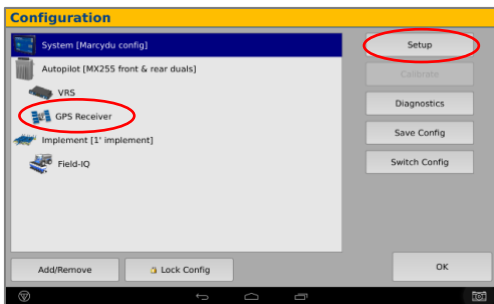 Configuration
System [Marcydu config]
Setup
Autopilot [MX255 front & rear duals]
Calibrate
VRS
Diagnostics
GPS Receiver
Save Config
Implement [1' implement]
Switch Config
Field-IQ
Add/Remove
Lock Config
OK